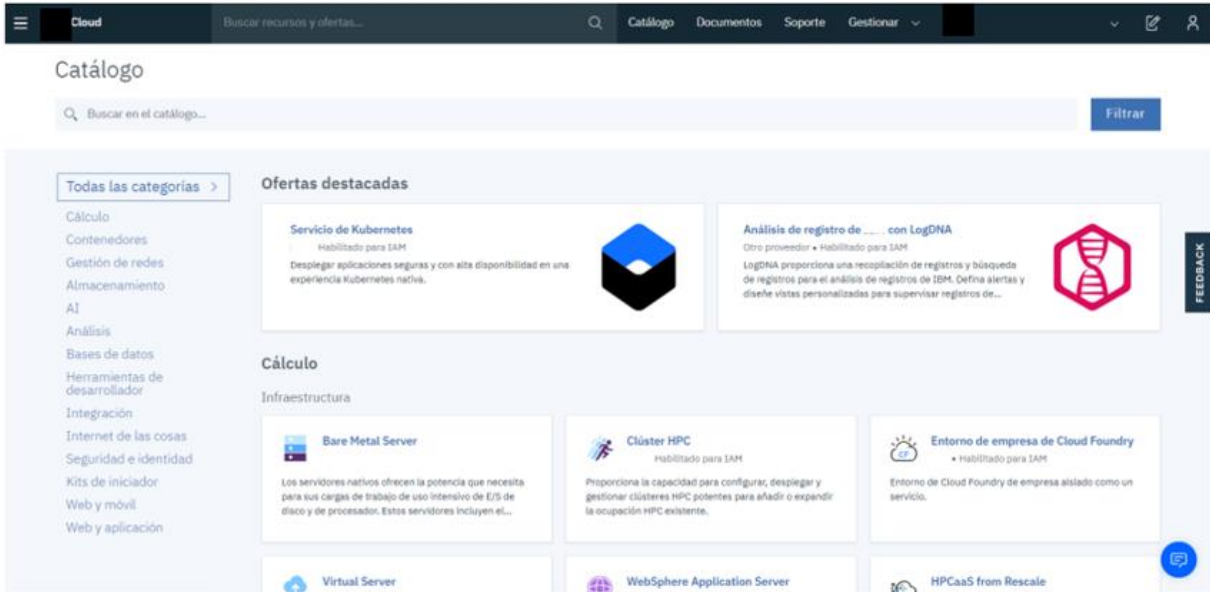 Cloud
Buscar recursos y ofertas...
Catálogo
Documentos
Soporte
Gestionar
Catálogo
Buscar en el catálogo...
Filtrar
Todas las categorías >
Cálculo
Contenedores
Gestión de redes
Almacenamiento
AI
Análisis
Bases de datos
Herramientas de
desarrollador
Integración
Internet de las cosas
Seguridad e identidad
Kits de iniciador
Web y móvil
Web y aplicación
Ofertas destacadas
Servicio de Kubernetes
Habilitado para IAM
Desplegar aplicaciones seguras y con alta disponibilidad en una
experiencia Kubernetes nativa.
Análisis de registro de con LogDNA
Otro proveedor • Habilitado para IAM
LogDNA proporciona una recopilación de registros y búsqueda
de registros para el análisis de registros de IBM. Defina alertas y
diseñe vistas personalizadas para supervisar registros de...
FEEDBACK
Cálculo
Infraestructura
Bare Metal Server
Los servidores nativos ofrecen la potencia que necesita
para sus cargas de trabajo de uso intensivo de E/S de
disco y de procesador. Estos servidores incluyen el...
Clúster HPC
Habilitado para IAM
Proporciona la capacidad para configurar, desplegar y
gestionar clústeres HPC potentes para añadir o expandir
la ocupación HPC existente.
CF
Entorno de empresa de Cloud Foundry
• Habilitado para IAM
Entorno de Cloud Foundry de empresa aislado como un
servicio.
Virtual Server
WebSphere Application Server
HPCaaS from Rescale